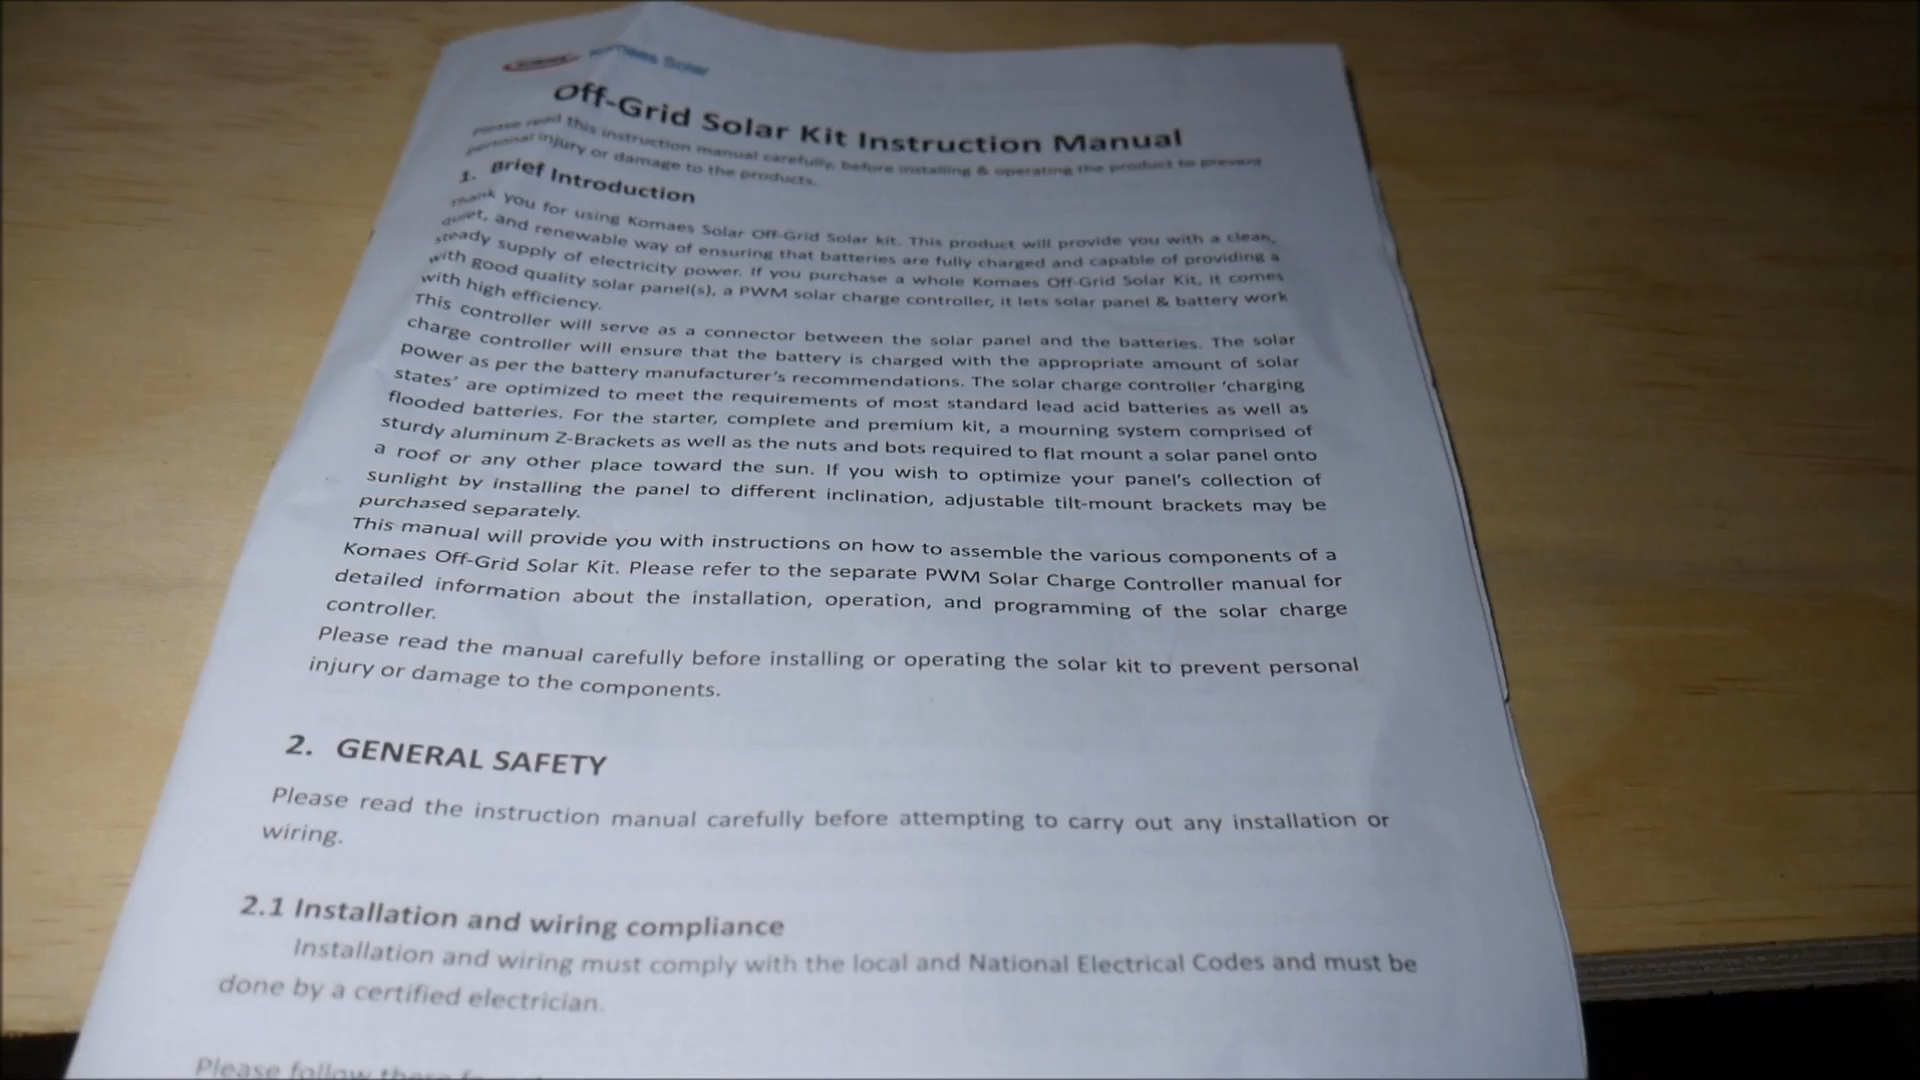 Komaes Solar
Off-Grid Solar Kit Instruction Manual
Please read this instruction manual carefully, before installing & operating the product to prevent
personal injury or damage to the products.
1. Brief Introduction
Thank you for using Komaes Solar Off-Grid Solar kit. This product will provide you with a clean,
quiet, and renewable way of ensuring that batteries are fully charged and capable of providing a
steady supply of electricity power. If you purchase a whole Komaes Off-Grid Solar Kit, it comes
with good quality solar panel(s), a PWM solar charge controller, it lets solar panel & battery work
with high efficiency.
This controller will serve as a connector between the solar panel and the batteries. The solar
charge controller will ensure that the battery is charged with the appropriate amount of solar
power as per the battery manufacturer's recommendations. The solar charge controller 'charging
states' are optimized to meet the requirements of most standard lead acid batteries as well as
flooded batteries. For the starter, complete and premium kit, a mourning system comprised of
sturdy aluminum Z-Brackets as well as the nuts and bots required to flat mount a solar panel onto
a roof or any other place toward the sun. If you wish to optimize your panel's collection of
sunlight by installing the panel to different inclination, adjustable tilt-mount brackets may be
purchased separately.
This manual will provide you with instructions on how to assemble the various components of a
Komaes Off-Grid Solar Kit. Please refer to the separate PWM Solar Charge Controller manual for
detailed information about the installation, operation, and programming of the solar charge
controller.
Please read the manual carefully before installing or operating the solar kit to prevent personal
injury or damage to the components.
2. GENERAL SAFETY
Please read the instruction manual carefully before attempting to carry out any installation or
wiring.
2.1 Installation and wiring compliance
Installation and wiring must comply with the local and National Electrical Codes and must be
done by a certified electrician.
Please follow these